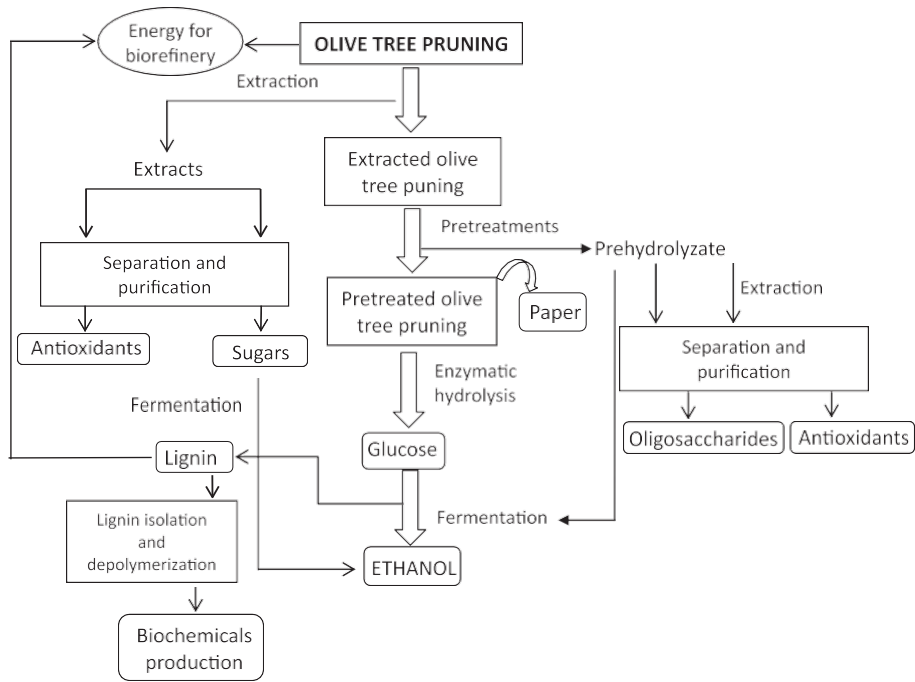 Energy for
biorefinery
OLIVE TREE PRUNING
Extraction
Extracts
Extracted olive
tree puning
Pretreatments
Prehydrolyzate
Separation and
purification
Pretreated olive
tree pruning
Paper
Extraction
Antioxidants
Sugars
Separation and
purification
Enzymatic
hydrolysis
Fermentation
Oligosaccharides
Antioxidants
Glucose
Lignin
Fermentation
Lignin isolation
and
depolymerization
ETHANOL
Biochemicals
production